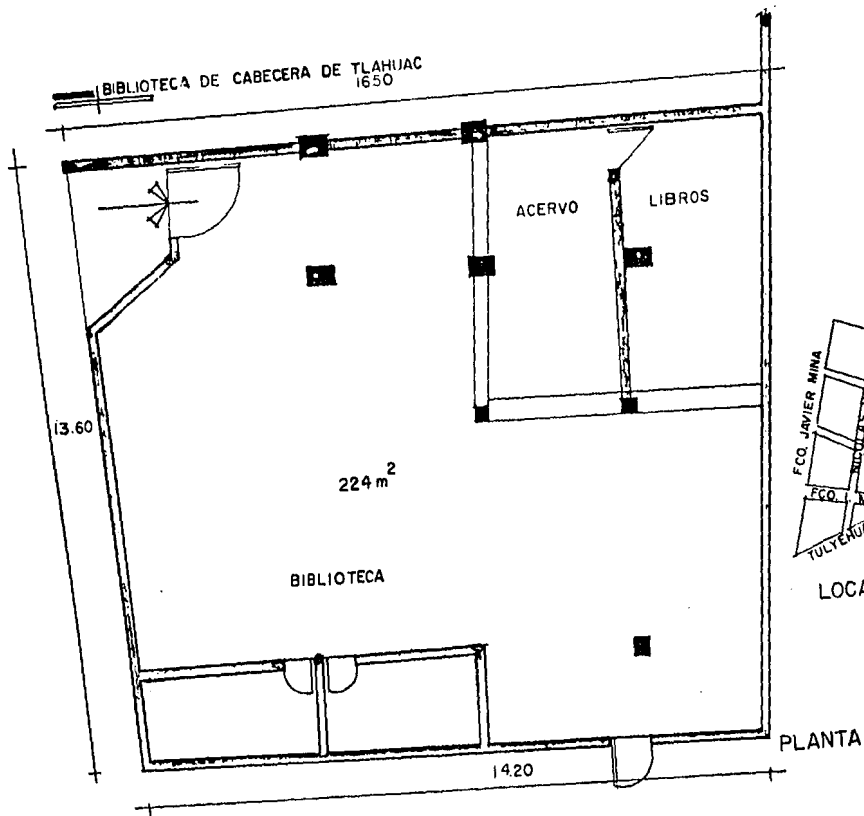 BIBLIOTECA DE CABECERA DE TLAHUAC
1650
ACERVO
LIBROS
13.60
224 m²
BIBLIOTECA
14.20
PLANTA
FCO. JAVIER MINA
FCO.
TULYEHU
LOCA